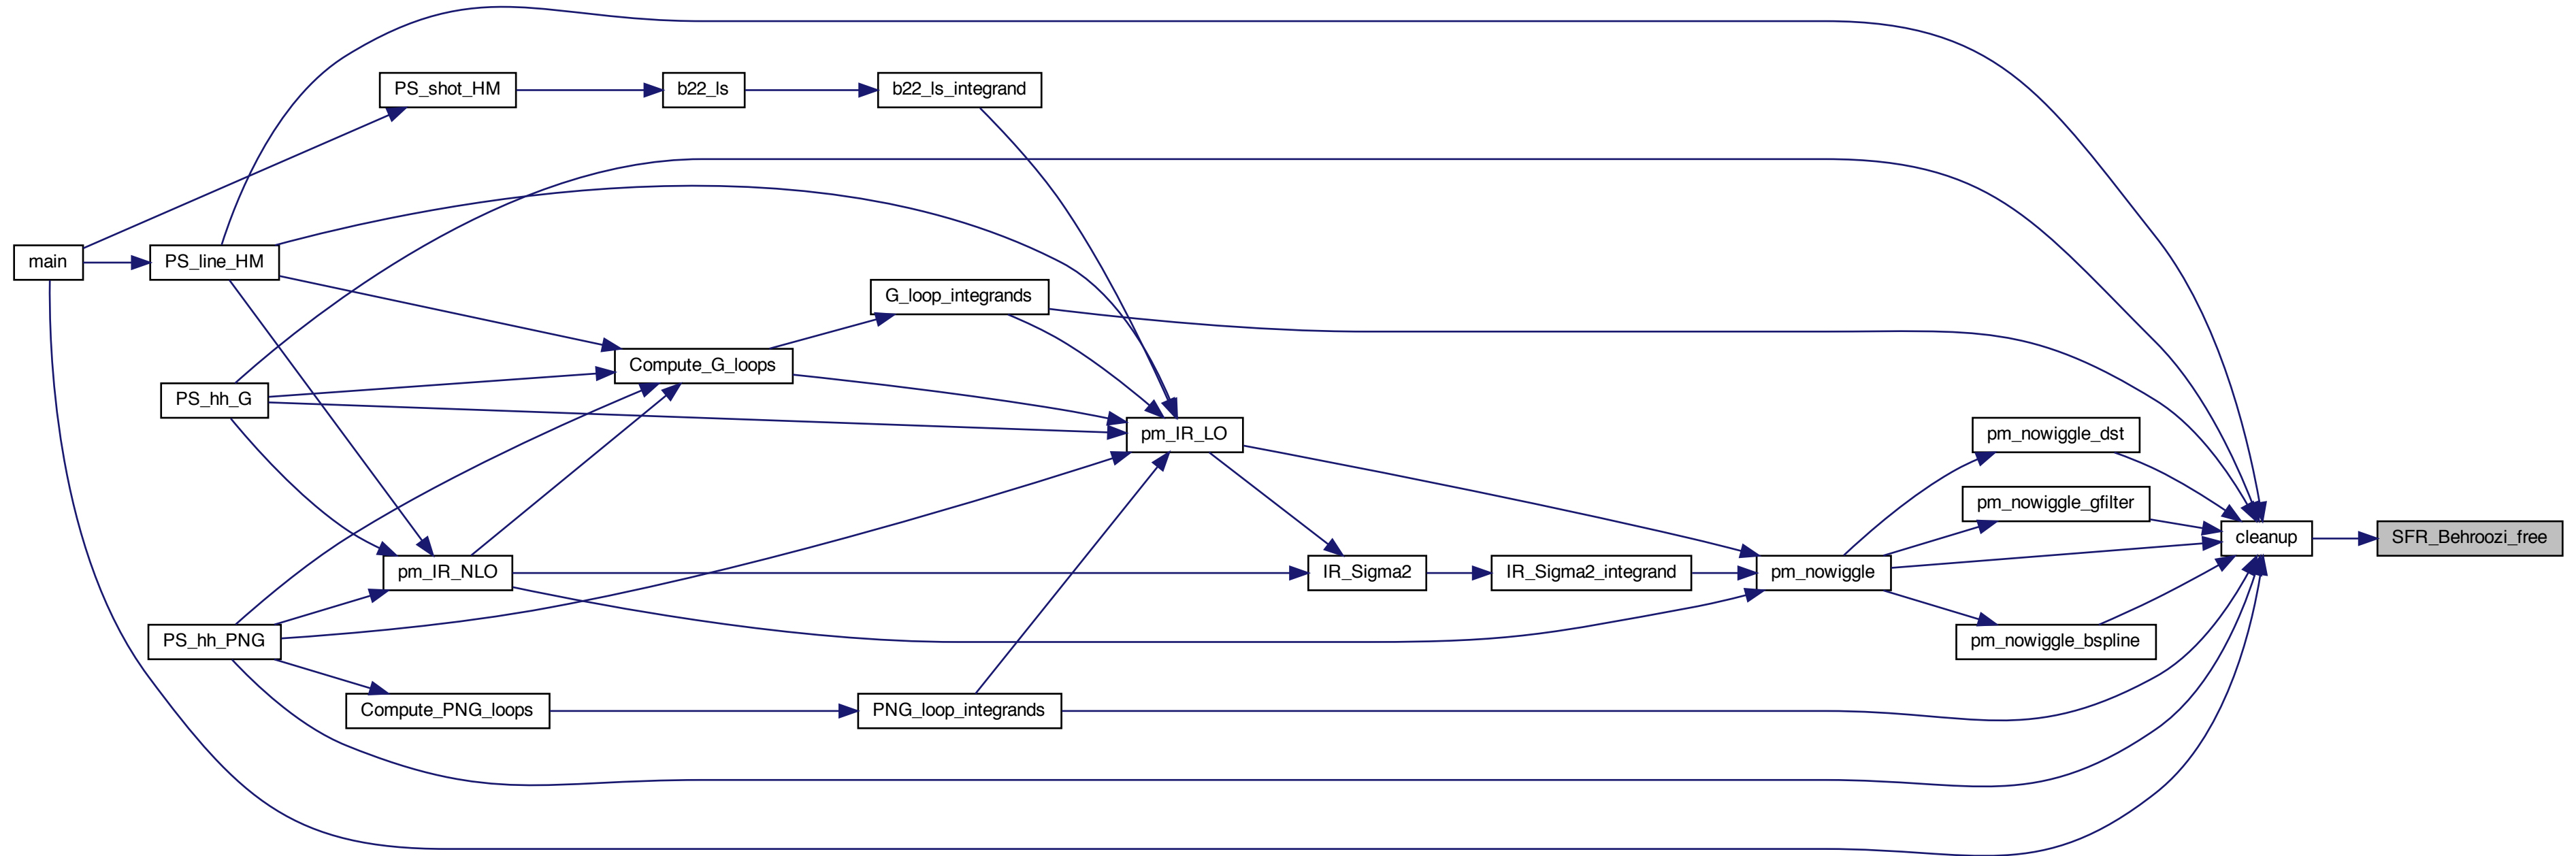 PS_shot_HM
b22_ls
b22_ls_integrand
main
PS_line_HM
G_loop_integrands
Compute_G_loops
PS_hh_G
pm_IR_LO
pm_nowiggle_dst
pm_nowiggle_gfilter
cleanup
SFR_Behroozi_free
pm_IR_NLO
IR_Sigma2
IR_Sigma2_integrand
pm_nowiggle
PS_hh_PNG
pm_nowiggle_bspline
Compute_PNG_loops
PNG_loop_integrands